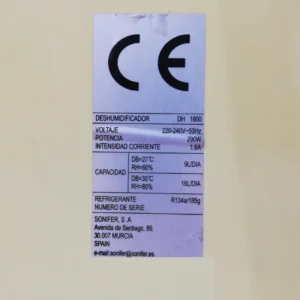 CE
DESHUMIDIFICADOR DH 1800
VOLTAJE 220-240V~50Hz
POTENCIA 290W
INTENSIDAD CORRIENTE 1.6A
CAPACIDAD DB=27℃ RH=60% 9L/DIA
DB=30℃ RH=80% 18L/DIA
REFRIGERANTE R134a/185g
NUMERO DE SERIE
SONIFER, S.A
Avenida de Santiago, 86.
30.007 MURCIA
SPAIN
e-mail:sonifer@sonifer.es